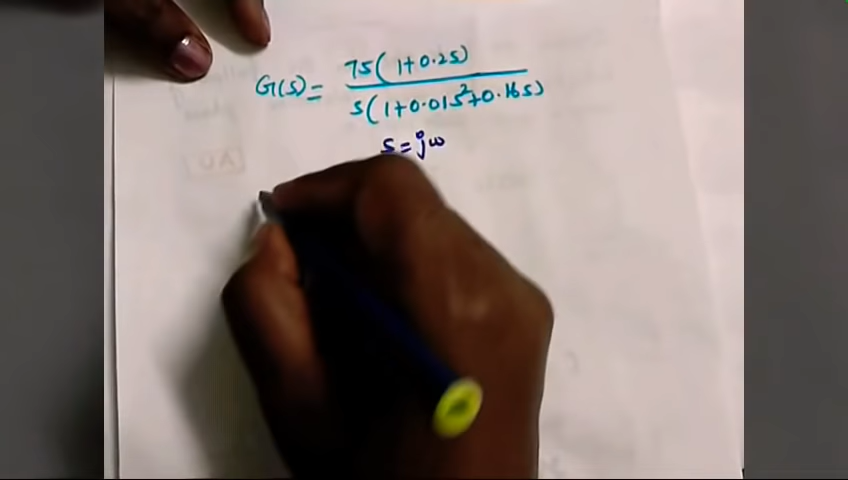 G(s) = 75(1+0.2s) / s(1+0.01s²+0.16s)
s = jω